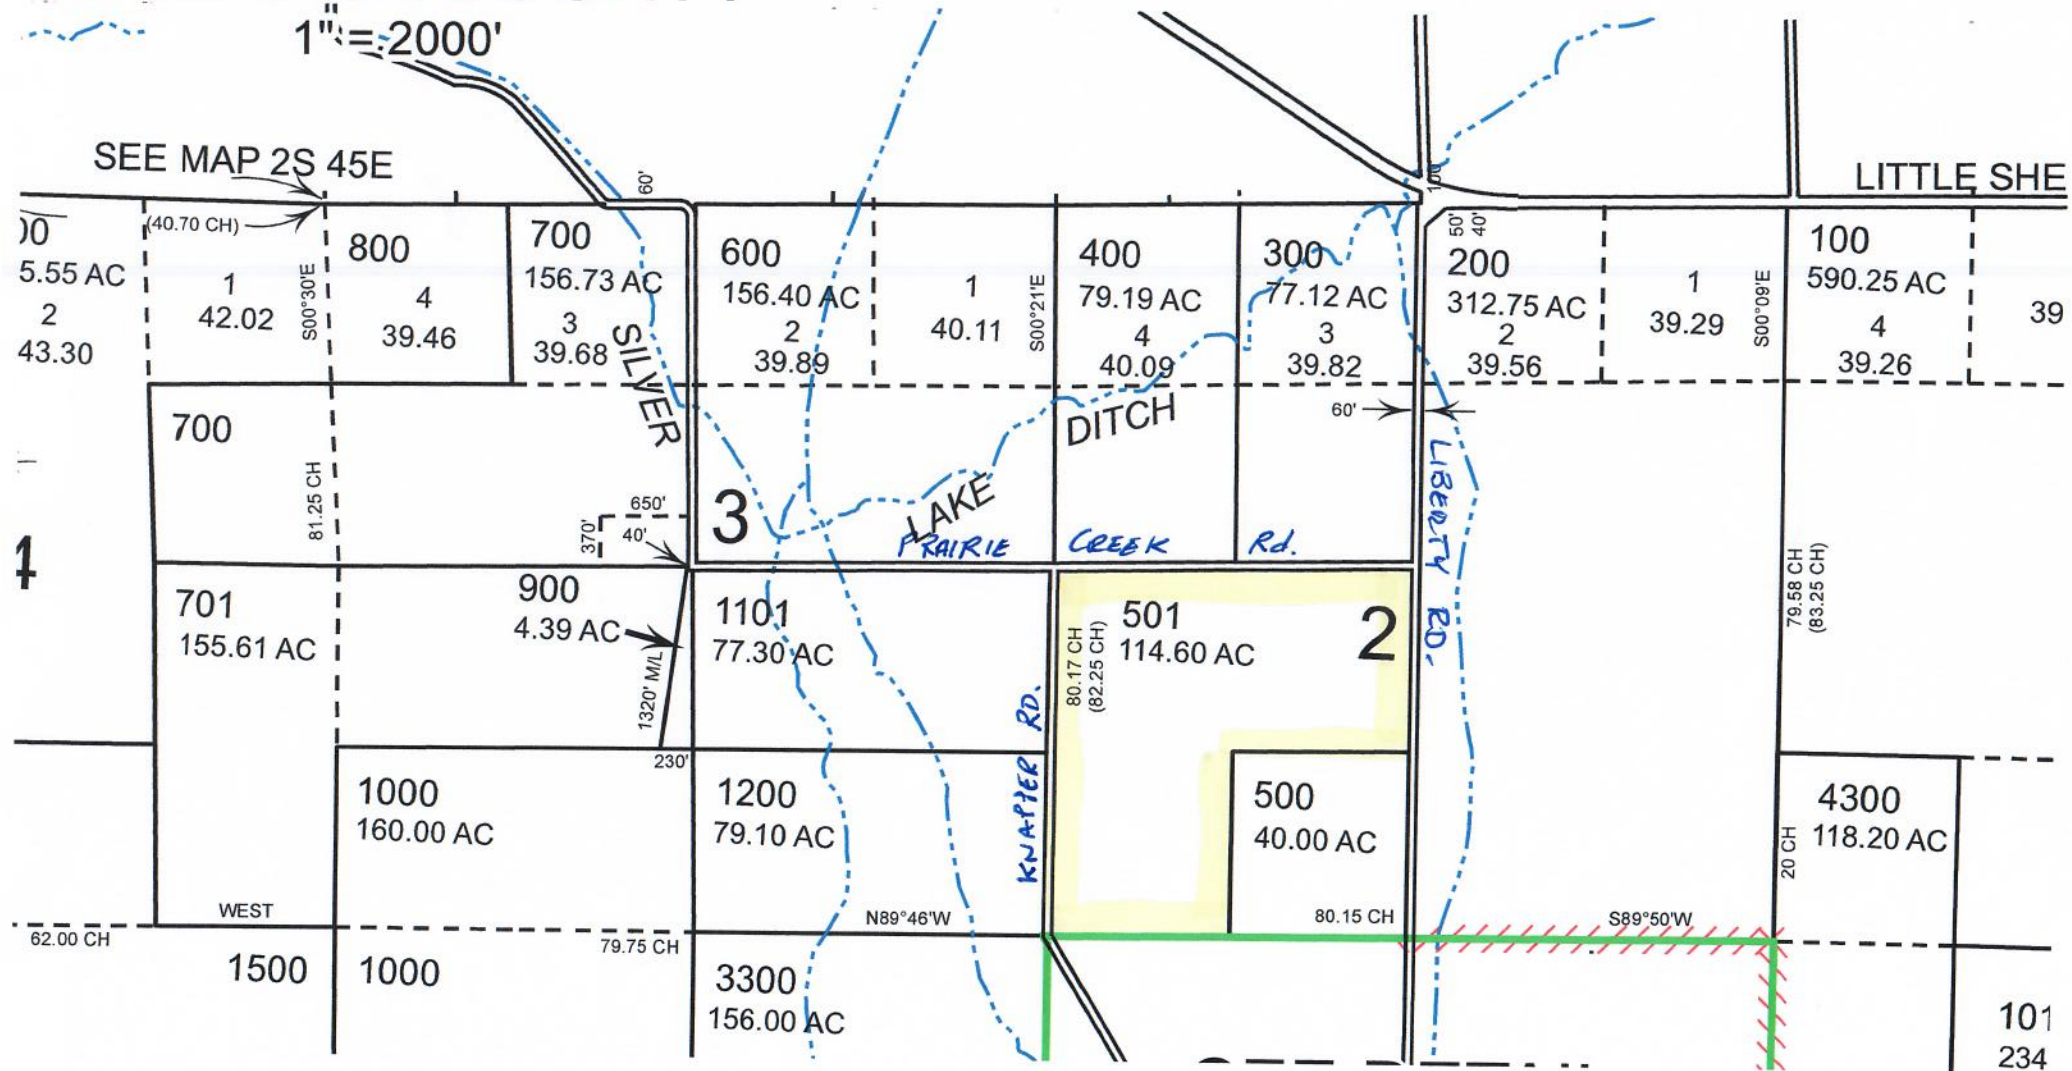 1" = 2000'
SEE MAP 2S 45E
LITTLE SHE
60'
100'
(40.70 CH)
00
5.55 AC
2
43.30
1
42.02
S00°30'E
800
4
39.46
700
156.73 AC
3
39.68
SILVER
600
156.40 AC
2
39.89
1
40.11
S00°21'E
400
79.19 AC
4
40.09
300
77.12 AC
3
39.82
50'
40'
200
312.75 AC
2
39.56
1
39.29
S00°09'E
100
590.25 AC
4
39.26
39
700
81.25 CH
650'
370'
40'
3
LAKE
DITCH
60'
PRAIRIE CREEK Rd.
LIBERTY RD.
79.58 CH
(83.25 CH)
4
701
155.61 AC
900
4.39 AC
1320' M/L
230'
1101
77.30 AC
KNAPPER RD.
80.17 CH
(82.25 CH)
501
114.60 AC
2
1000
160.00 AC
1200
79.10 AC
500
40.00 AC
4300
118.20 AC
20 CH
WEST
62.00 CH
79.75 CH
N89°46'W
80.15 CH
S89°50'W
1500
1000
3300
156.00 AC
101
234